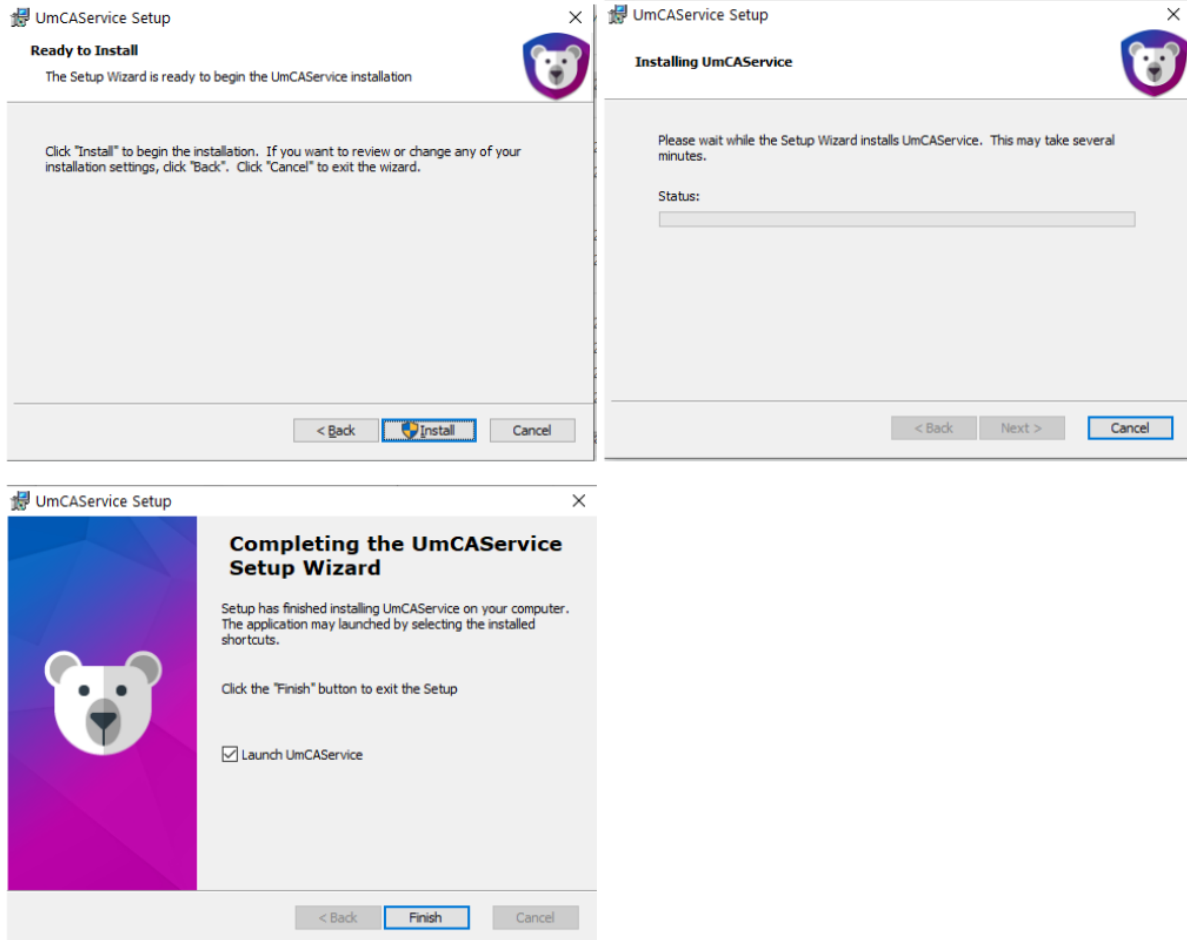 UmCAService Setup
Ready to Install
The Setup Wizard is ready to begin the UmCAService installation
Click "Install" to begin the installation. If you want to review or change any of your
installation settings, click "Back". Click "Cancel" to exit the wizard.
< Back
Install
Cancel
UmCAService Setup
Installing UmCAService
Please wait while the Setup Wizard installs UmCAService. This may take several
minutes.
Status:
< Back
Next >
Cancel
UmCAService Setup
Completing the UmCAService
Setup Wizard
Setup has finished installing UmCAService on your computer.
The application may launched by selecting the installed
shortcuts.
Click the "Finish" button to exit the Setup
Launch UmCAService
< Back
Finish
Cancel